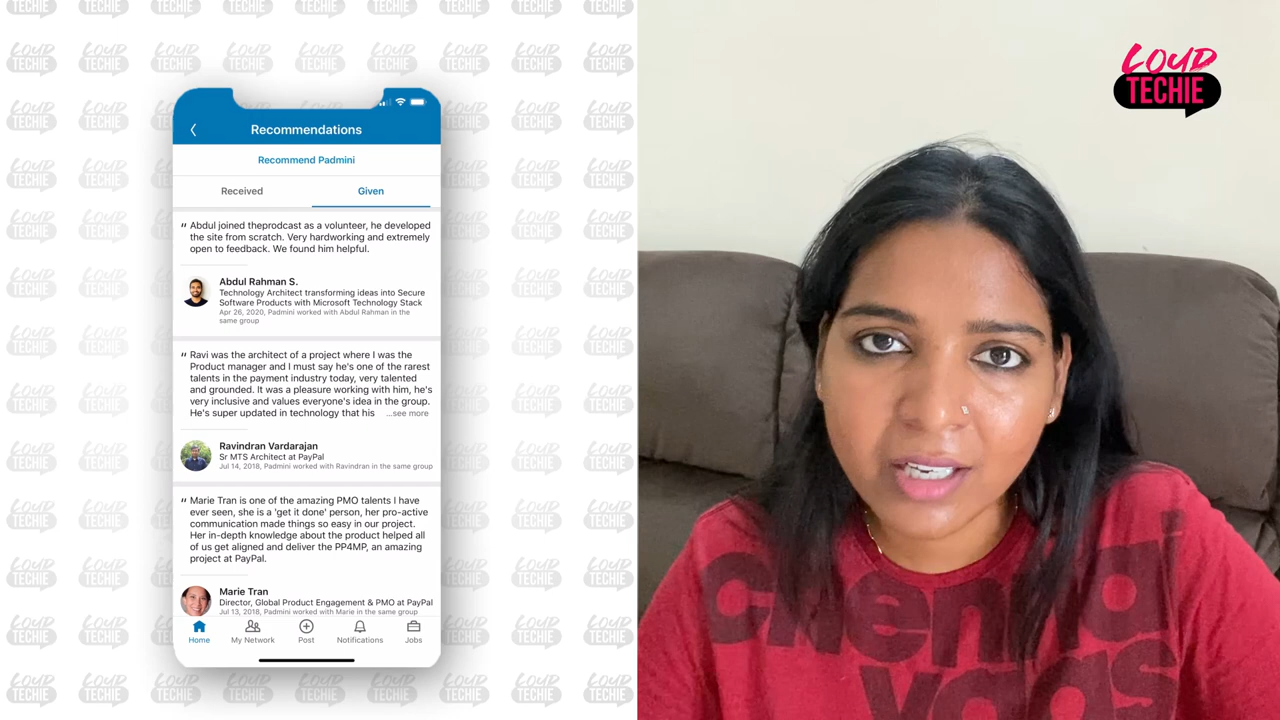 Recommendations
Recommend Padmini
Received
Given
" Abdul joined theprodcast as a volunteer, he developed
the site from scratch. Very hardworking and extremely
open to feedback. We found him helpful.
Abdul Rahman S.
Technology Architect transforming ideas into Secure
Software Products with Microsoft Technology Stack
Apr 26, 2020, Padmini worked with Abdul Rahman in the
same group
" Ravi was the architect of a project where I was the
Product manager and I must say he's one of the rarest
talents in the payment industry today, very talented
and grounded. It was a pleasure working with him, he's
very inclusive and values everyone's idea in the group.
He's super updated in technology that his ...see more
Ravindran Vardarajan
Sr MTS Architect at PayPal
Jul 14, 2018, Padmini worked with Ravindran in the same group
" Marie Tran is one of the amazing PMO talents I have
ever seen, she is a 'get it done' person, her pro-active
communication made things so easy in our project.
Her in-depth knowledge about the product helped all
of us get aligned and deliver the PP4MP, an amazing
project at PayPal.
Marie Tran
Director, Global Product Engagement & PMO at PayPal
Jul 13, 2018, Padmini worked with Marie in the same group
Home
My Network
Post
Notifications
Jobs
LOUD
TECHIE
chennai
vaas